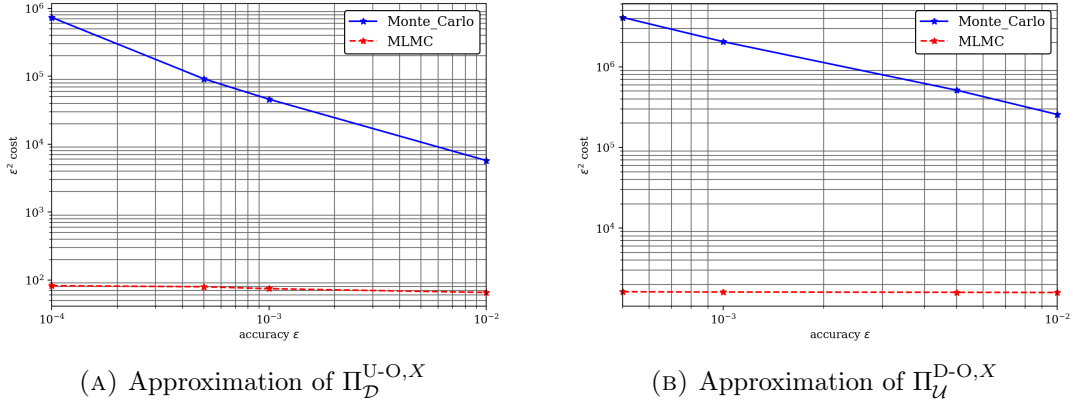 10^6
10^5
10^4
10^3
10^2
ε^2 cost
Monte_Carlo
MLMC
10^-4
10^-3
10^-2
accuracy ε
10^6
10^5
10^4
ε^2 cost
Monte_Carlo
MLMC
10^-3
10^-2
accuracy ε
(A) Approximation of Π_D^{U-O,X}
(B) Approximation of Π_U^{D-O,X}